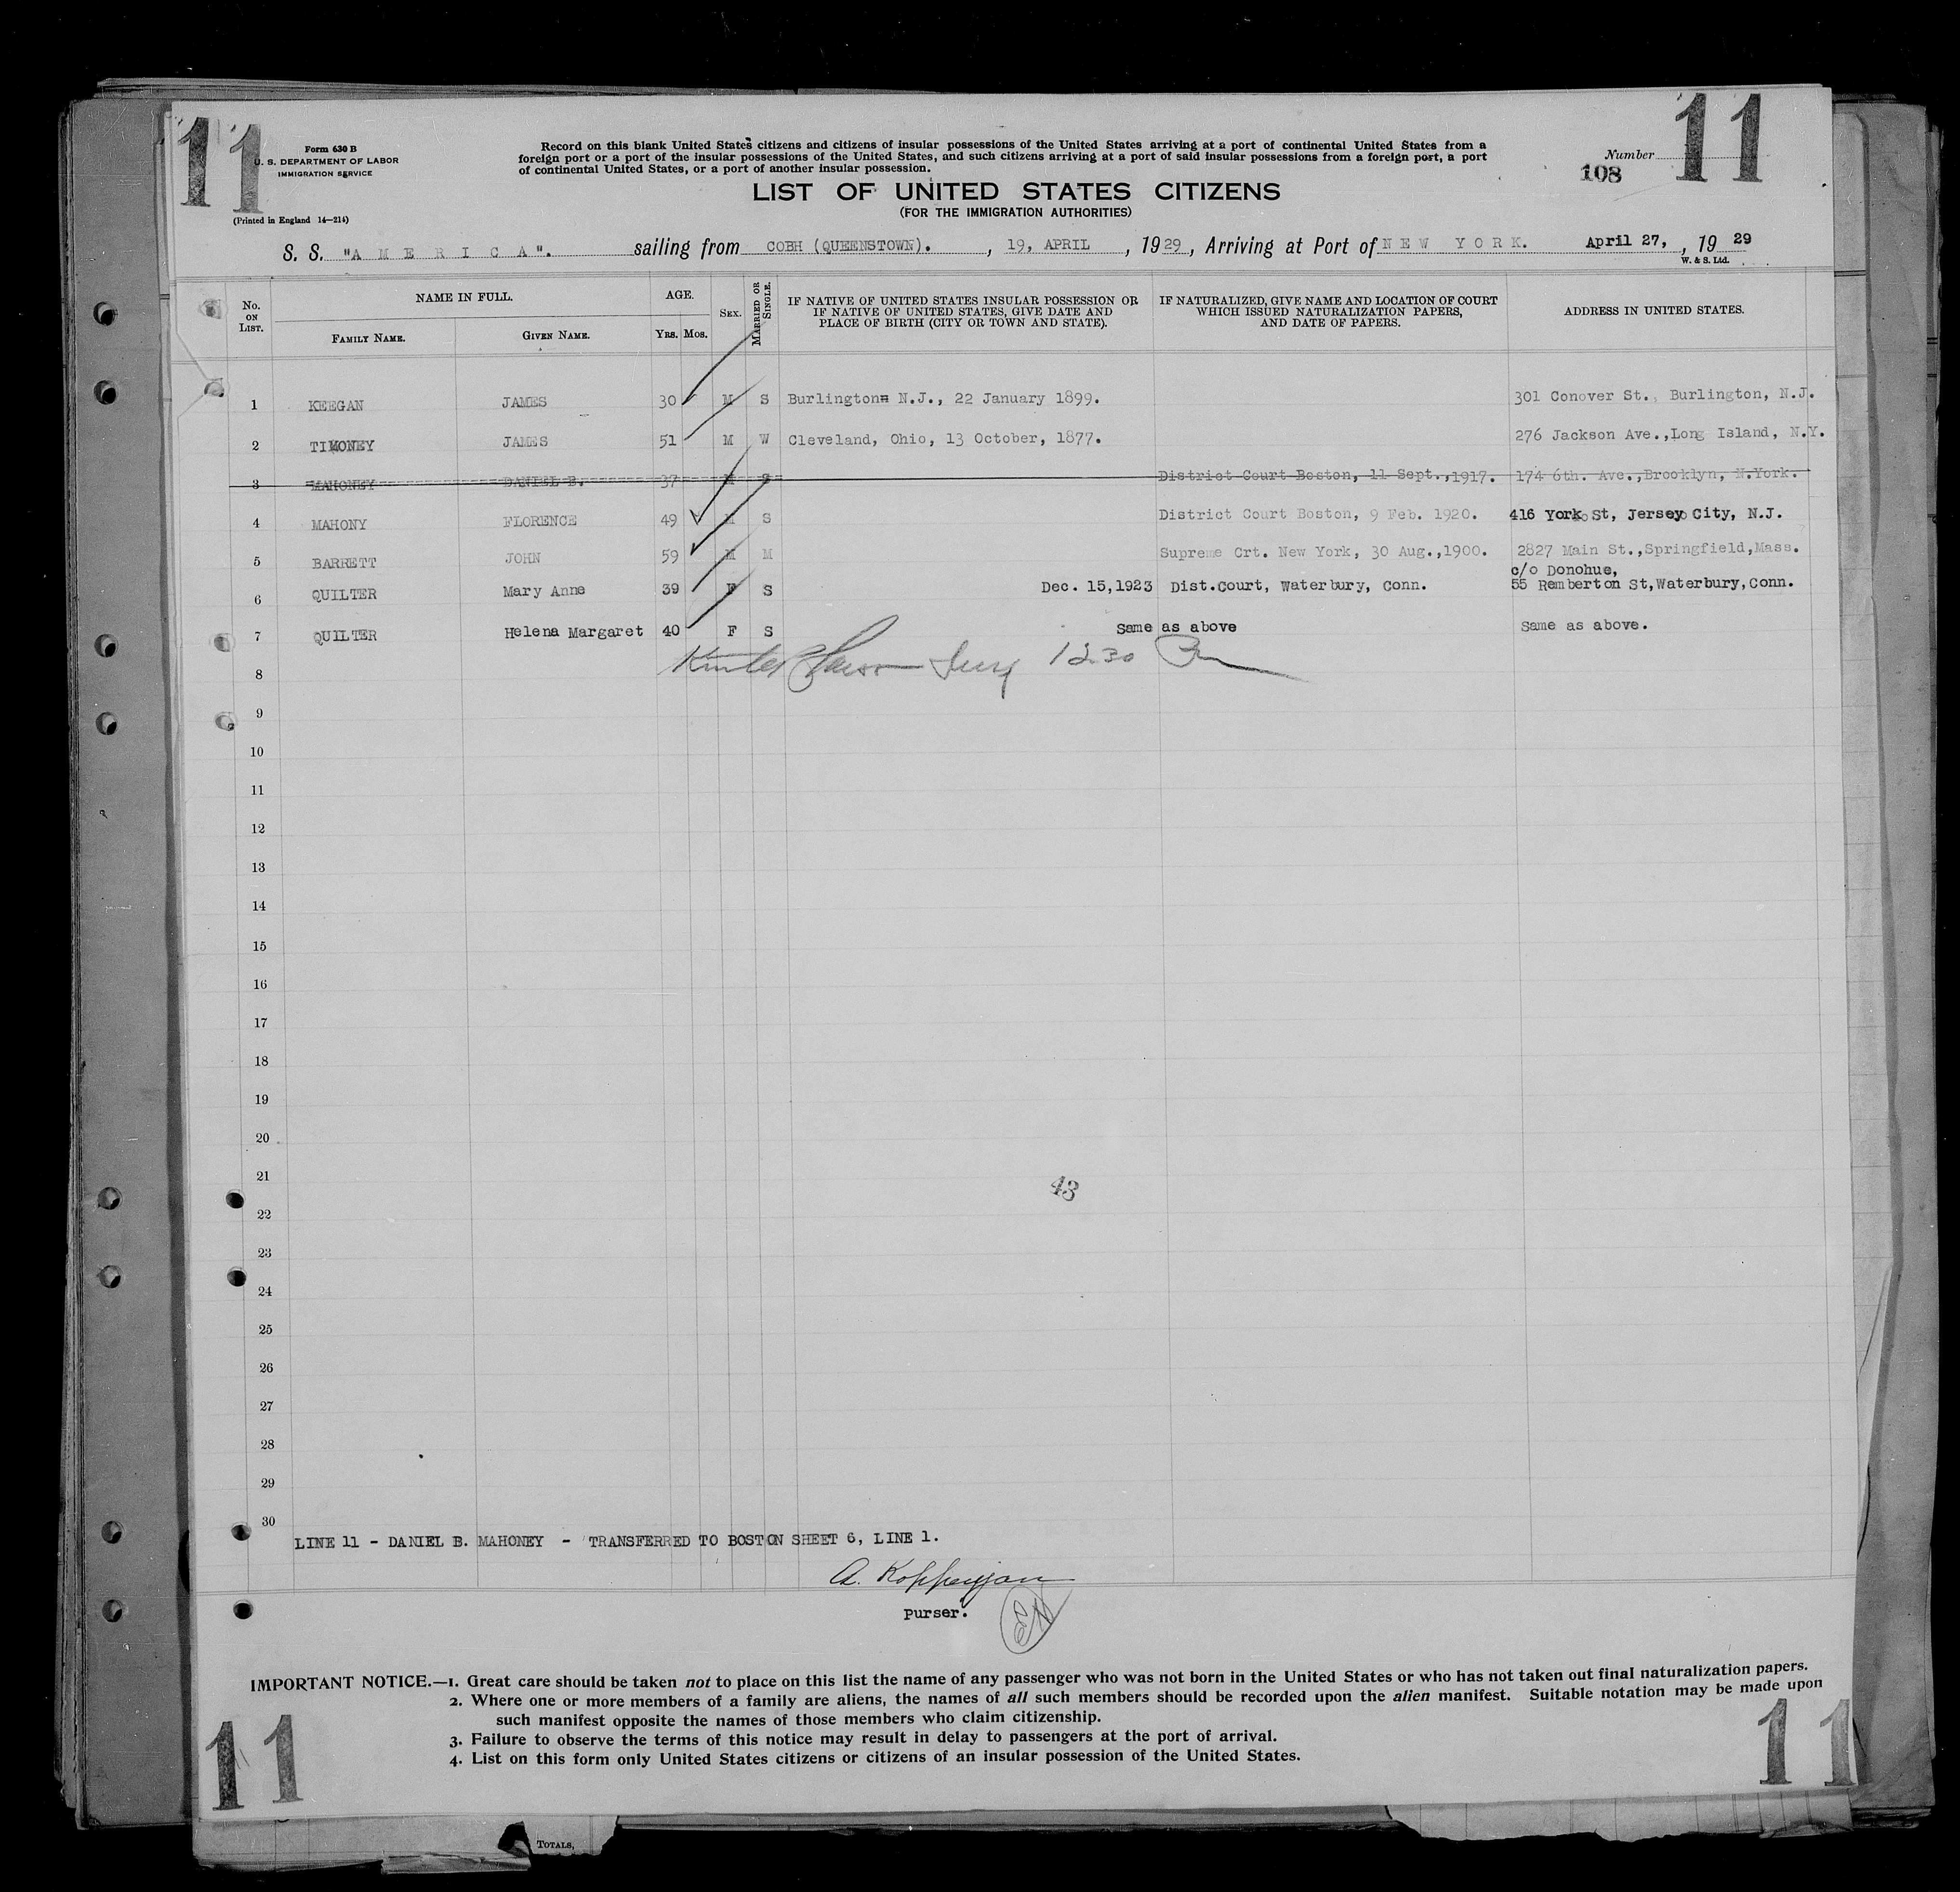 11 11
Form 630 B
U. S. DEPARTMENT OF LABOR
IMMIGRATION SERVICE
(Printed in England 14—214)
Record on this blank United States citizens and citizens of insular possessions of the United States arriving at a port of continental United States from a
foreign port or a port of the insular possessions of the United States, and such citizens arriving at a port of said insular possessions from a foreign port, a port
of continental United States, or a port of another insular possession.
Number
108
LIST OF UNITED STATES CITIZENS
(FOR THE IMMIGRATION AUTHORITIES)
S. S. "A M E R I C A". sailing from COBH (QUEENSTOWN). , 19, APRIL , 1929 , Arriving at Port of N E W Y O R K. April 27, , 19 29
W. & S. Ltd.
No. ON LIST. NAME IN FULL. AGE. SEX. MARRIED OR SINGLE. IF NATIVE OF UNITED STATES INSULAR POSSESSION OR IF NATIVE OF UNITED STATES, GIVE DATE AND PLACE OF BIRTH (CITY OR TOWN AND STATE). IF NATURALIZED, GIVE NAME AND LOCATION OF COURT WHICH ISSUED NATURALIZATION PAPERS, AND DATE OF PAPERS. ADDRESS IN UNITED STATES.
FAMILY NAME. GIVEN NAME. YRS. MOS.
1 KEEGAN JAMES 30 M S Burlington N.J., 22 January 1899. 301 Conover St., Burlington, N.J.
2 TIMONEY JAMES 51 M W Cleveland, Ohio, 13 October, 1877. 276 Jackson Ave.,Long Island, N.Y.
3 MAHONEY DANIEL B. 37 M S District Court Boston, 11 Sept.,1917. 174 6th. Ave.,Brooklyn, N.York.
4 MAHONY FLORENCE 49 M S District Court Boston, 9 Feb. 1920. 416 York St, Jersey City, N.J.
5 BARRETT JOHN 59 M M Supreme Crt. New York, 30 Aug.,1900. 2827 Main St.,Springfield,Mass.
c/o Donohue,
6 QUILTER Mary Anne 39 F S Dec. 15,1923 Dist.Court, Waterbury, Conn. 55 Remberton St,Waterbury,Conn.
7 QUILTER Helena Margaret 40 F S Same as above Same as above.
1230
8
9
10
11
12
13
14
15
16
17
18
19
20
21
43
22
23
24
25
26
27
28
29
30
LINE 11 - DANIEL B. MAHONEY - TRANSFERRED TO BOSTON SHEET 6, LINE 1.
A. Koppenjan
Purser.
IMPORTANT NOTICE.—1. Great care should be taken not to place on this list the name of any passenger who was not born in the United States or who has not taken out final naturalization papers.
2. Where one or more members of a family are aliens, the names of all such members should be recorded upon the alien manifest. Suitable notation may be made upon
such manifest opposite the names of those members who claim citizenship.
3. Failure to observe the terms of this notice may result in delay to passengers at the port of arrival.
4. List on this form only United States citizens or citizens of an insular possession of the United States.
11 11
TOTALS,